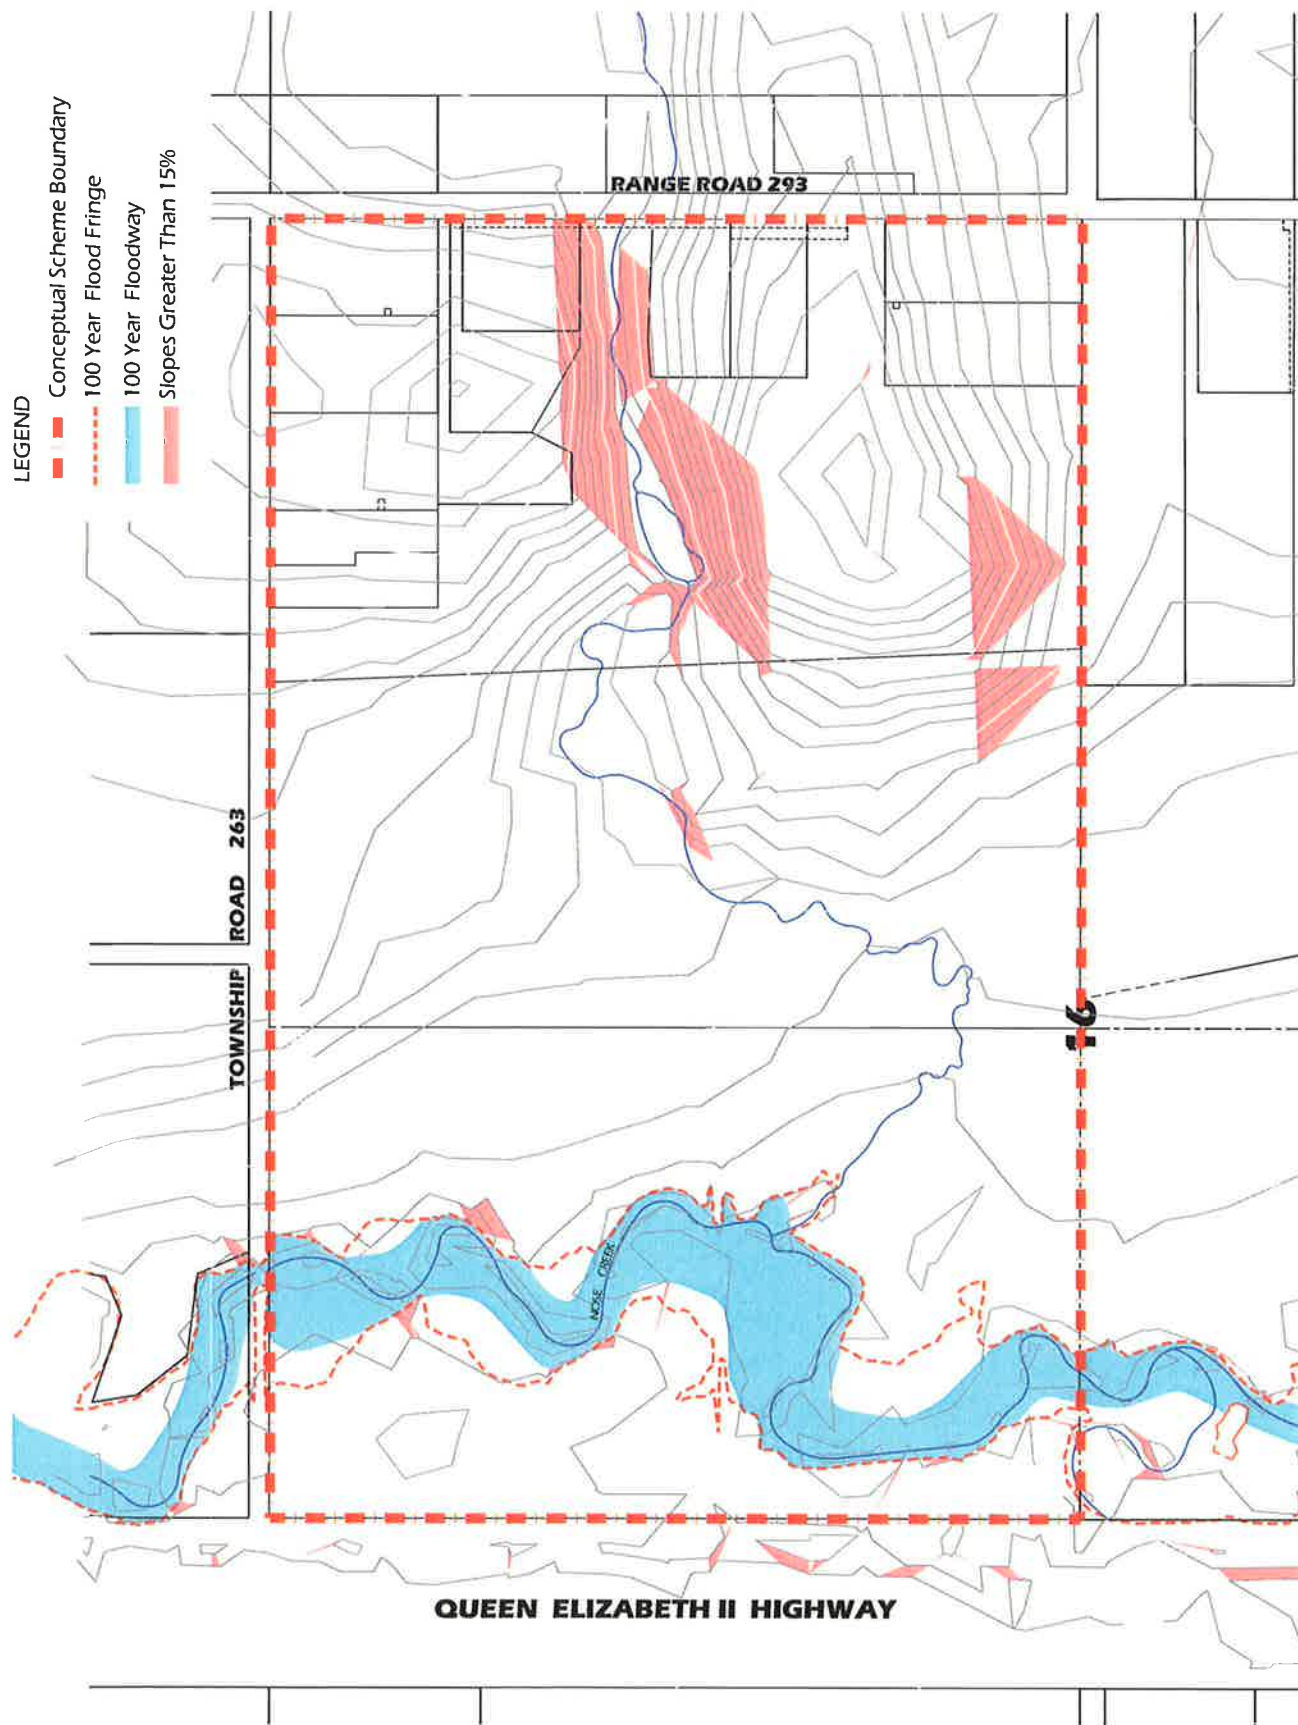 LEGEND
Conceptual Scheme Boundary
100 Year Flood Fringe
100 Year Floodway
Slopes Greater Than 15%
RANGE ROAD 293
TOWNSHIP ROAD 263
NOSE CREEK
16
QUEEN ELIZABETH II HIGHWAY